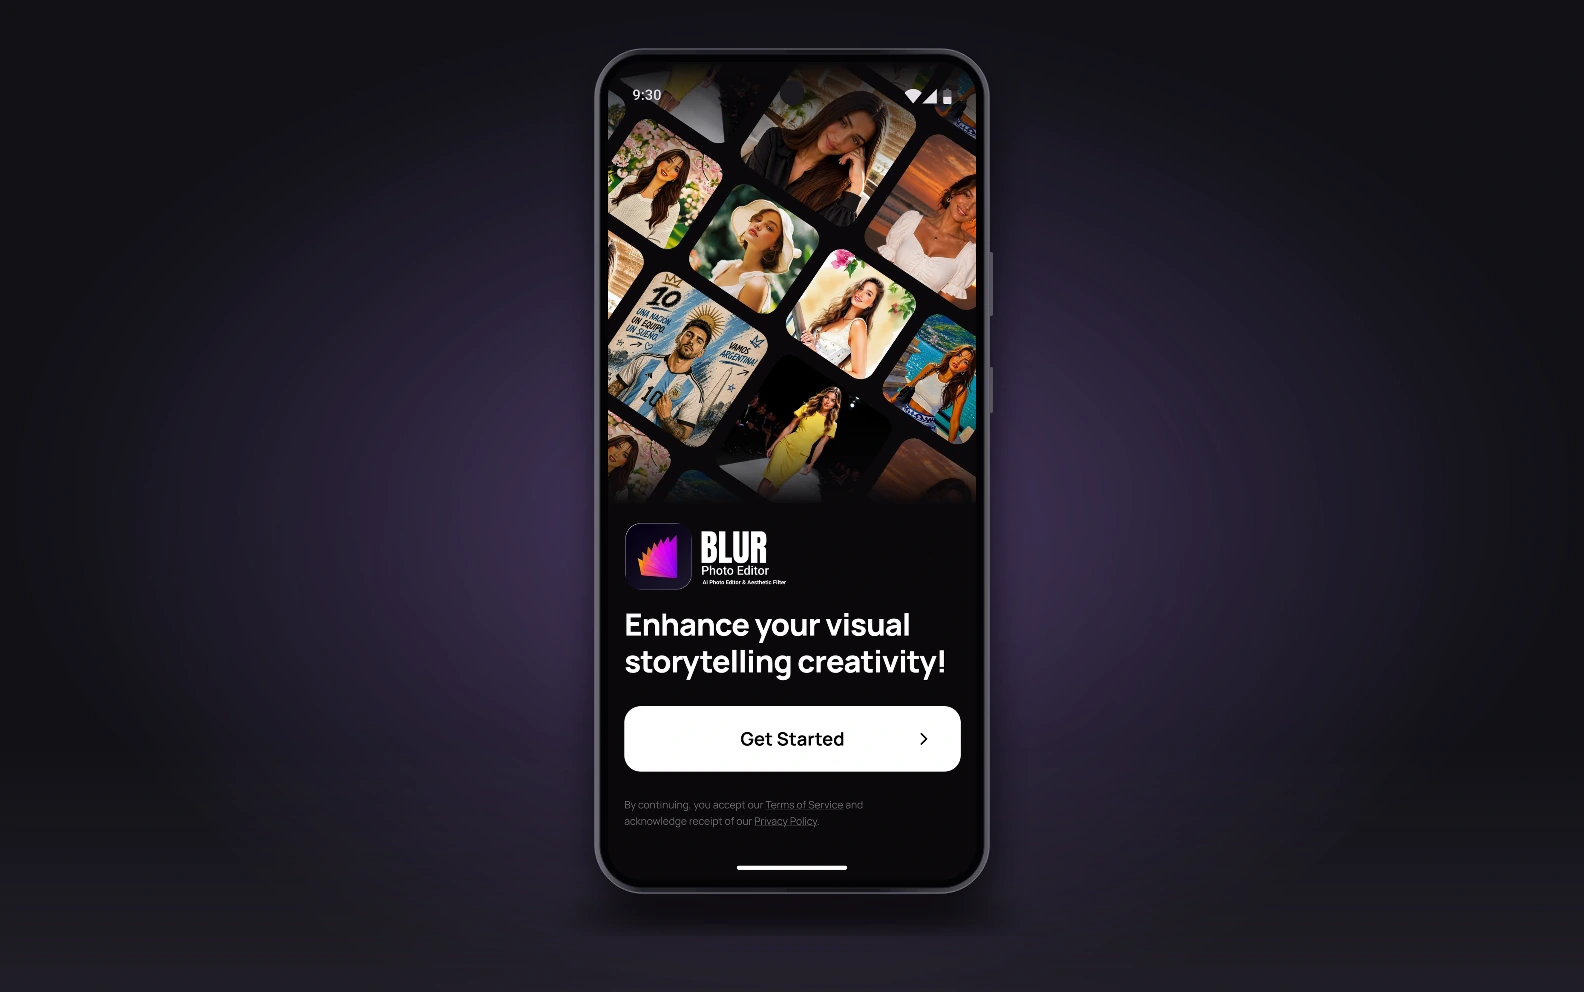 9:30
10
UNA NACIÓN.
UN EQUIPO.
UN SUEÑO.
VAMOS
ARGENTINA!
10
BLUR
Photo Editor
Ai Photo Editor & Aesthetic Filter
Enhance your visual
storytelling creativity!
Get Started
By continuing, you accept our Terms of Service and
acknowledge receipt of our Privacy Policy.